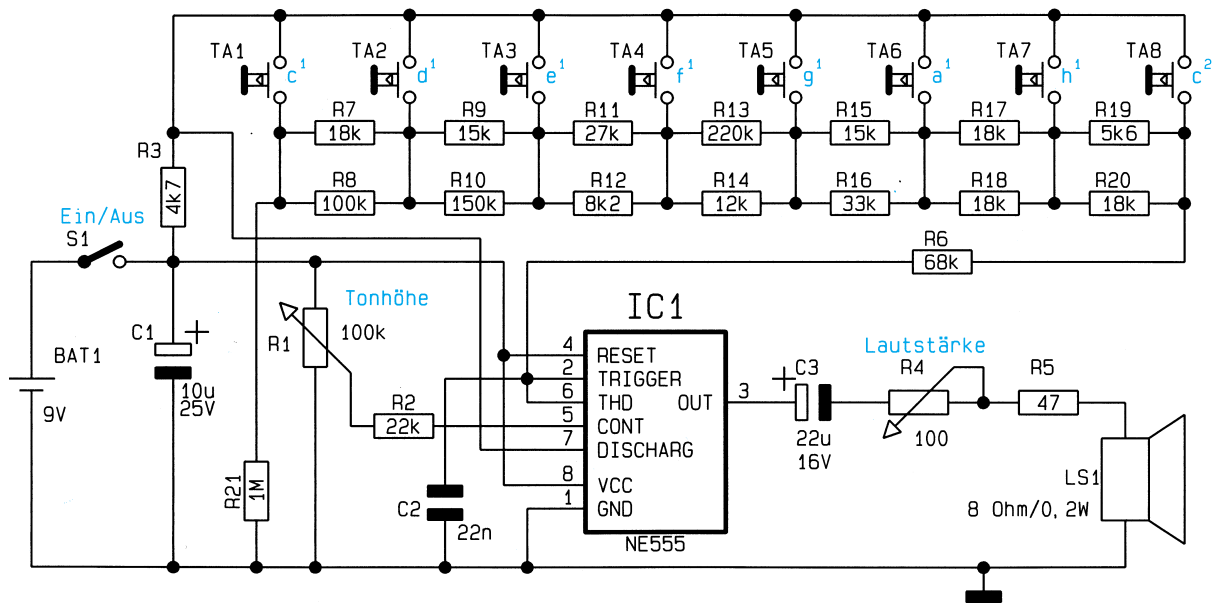 TA1 TA2 TA3 TA4 TA5 TA6 TA7 TA8
c¹ d¹ e¹ f¹ g¹ a¹ h¹ c²
R7 R9 R11 R13 R15 R17 R19
18k 15k 27k 220k 15k 18k 5k6
R3
4k7
R8 R10 R12 R14 R16 R18 R20
100k 150k 8k2 12k 33k 18k 18k
Ein/Aus
S1
R6
68k
Tonhöhe
IC1
C1
+
R1
100k
BAT1
10u
25V
9V
4 RESET
2 TRIGGER
6 THD
5 CONT
7 DISCHARG
8 VCC
1 GND
OUT 3
NE555
R2
22k
Lautstärke
+
C3
22u
16V
R4
100
R5
47
R21
1M
C2
22n
LS1
8 Ohm/0,2W